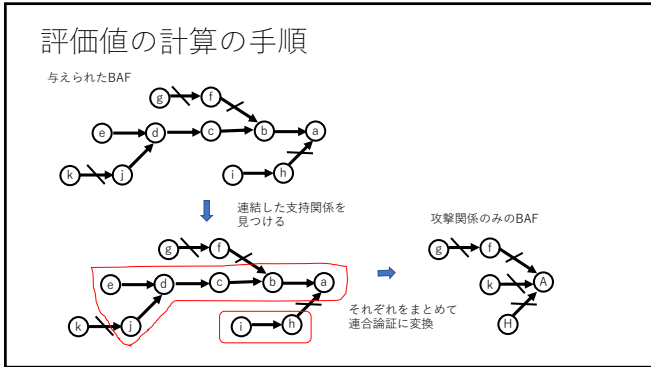 評価値の計算の手順
与えられたBAF
g f
e d c b a
k j i h
連結した支持関係を
見つける
攻撃関係のみのBAF
g f
e d c b a
k j i h
それぞれをまとめて
連合論証に変換
g f
k A
H